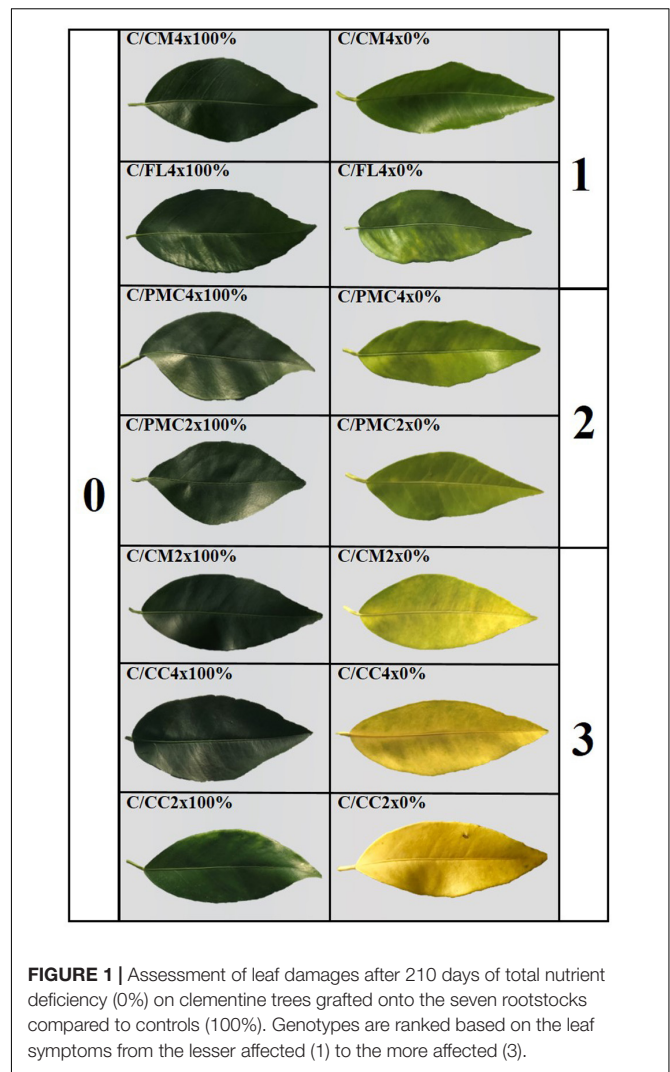 C/CM4x100% C/CM4x0%
1
C/FL4x100% C/FL4x0%
C/PMC4x100% C/PMC4x0%
2
C/PMC2x100% C/PMC2x0%
0
C/CM2x100% C/CM2x0%
C/CC4x100% C/CC4x0%
3
C/CC2x100% C/CC2x0%
FIGURE 1 | Assessment of leaf damages after 210 days of total nutrient
deficiency (0%) on clementine trees grafted onto the seven rootstocks
compared to controls (100%). Genotypes are ranked based on the leaf
symptoms from the lesser affected (1) to the more affected (3).